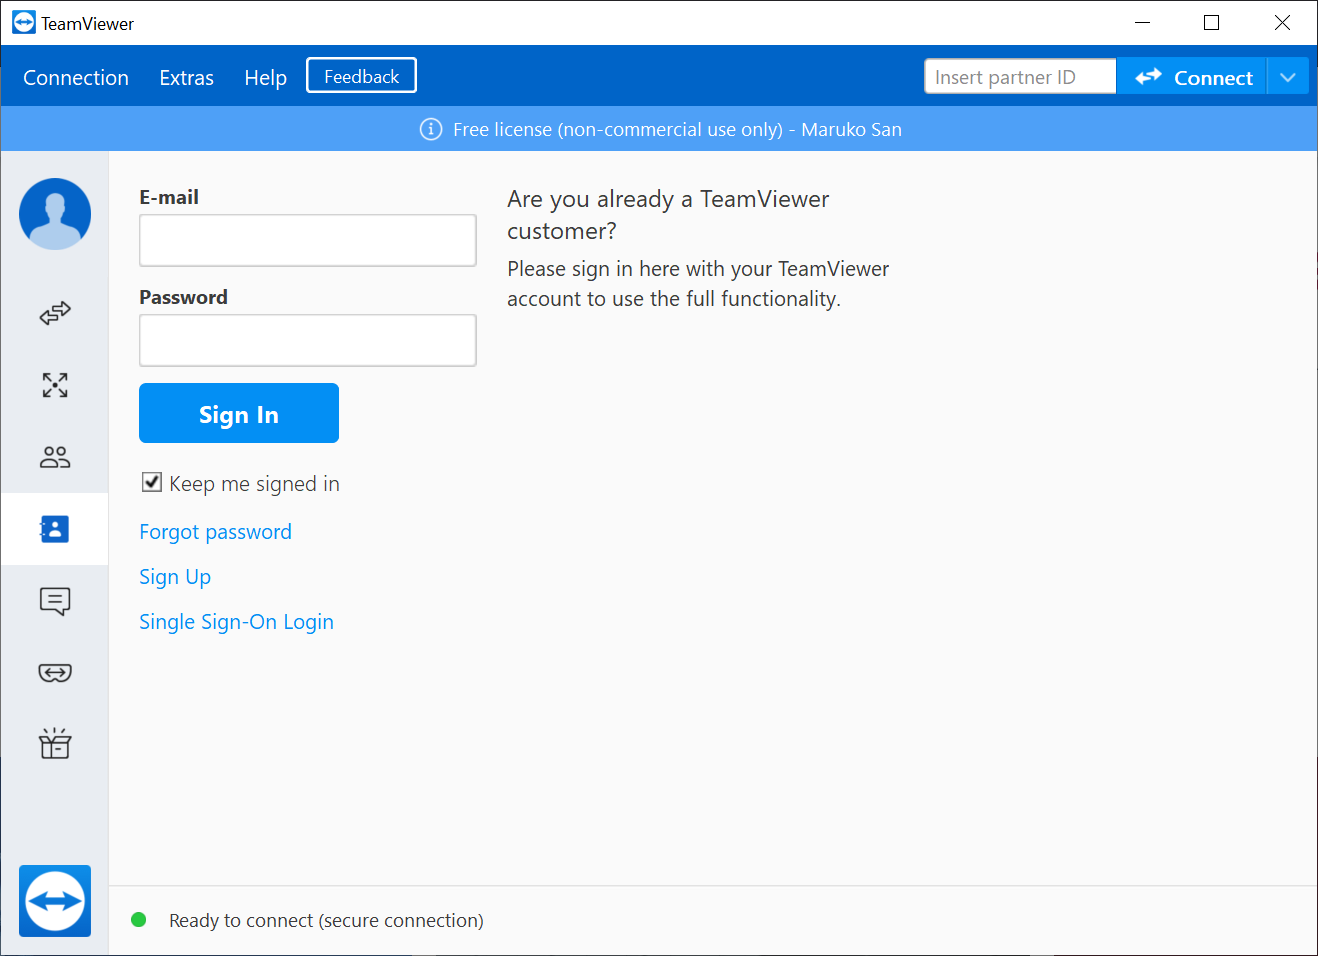 TeamViewer
Connection Extras Help Feedback Insert partner ID Connect
Free license (non-commercial use only) - Maruko San
E-mail
Password
Sign In
Keep me signed in
Forgot password
Sign Up
Single Sign-On Login
Are you already a TeamViewer
customer?
Please sign in here with your TeamViewer
account to use the full functionality.
Ready to connect (secure connection)